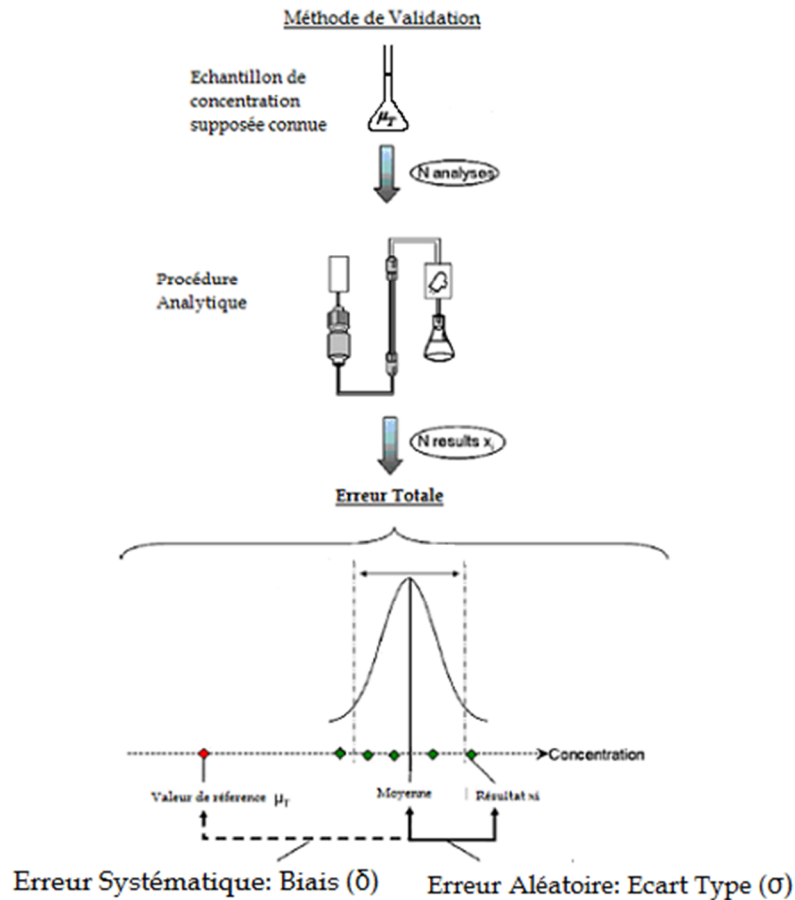 Méthode de Validation
Echantillon de
concentration
supposée connue
μT
N analyses
Procédure
Analytique
N results xi
Erreur Totale
Concentration
Valeur de réference μT
Moyenne
Résultat xi
Erreur Systématique: Biais (δ)
Erreur Aléatoire: Ecart Type (σ)